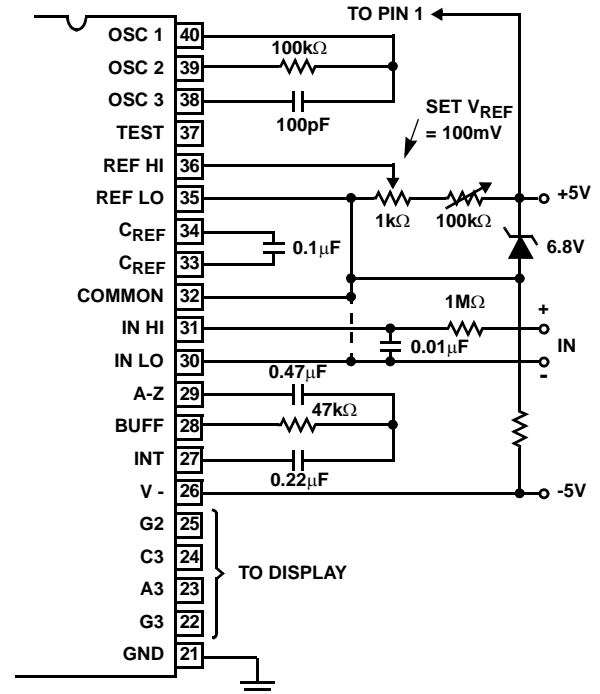 TO PIN 1
OSC 1 40
100kΩ
OSC 2 39
OSC 3 38
100pF
TEST 37
SET VREF
= 100mV
REF HI 36
REF LO 35
1kΩ
100kΩ
+5V
CREF 34
0.1μF
6.8V
CREF 33
COMMON 32
1MΩ
IN HI 31
+
0.01μF
IN
IN LO 30
-
0.47μF
A-Z 29
47kΩ
BUFF 28
INT 27
0.22μF
V - 26
-5V
G2 25
C3 24
TO DISPLAY
A3 23
G3 22
GND 21